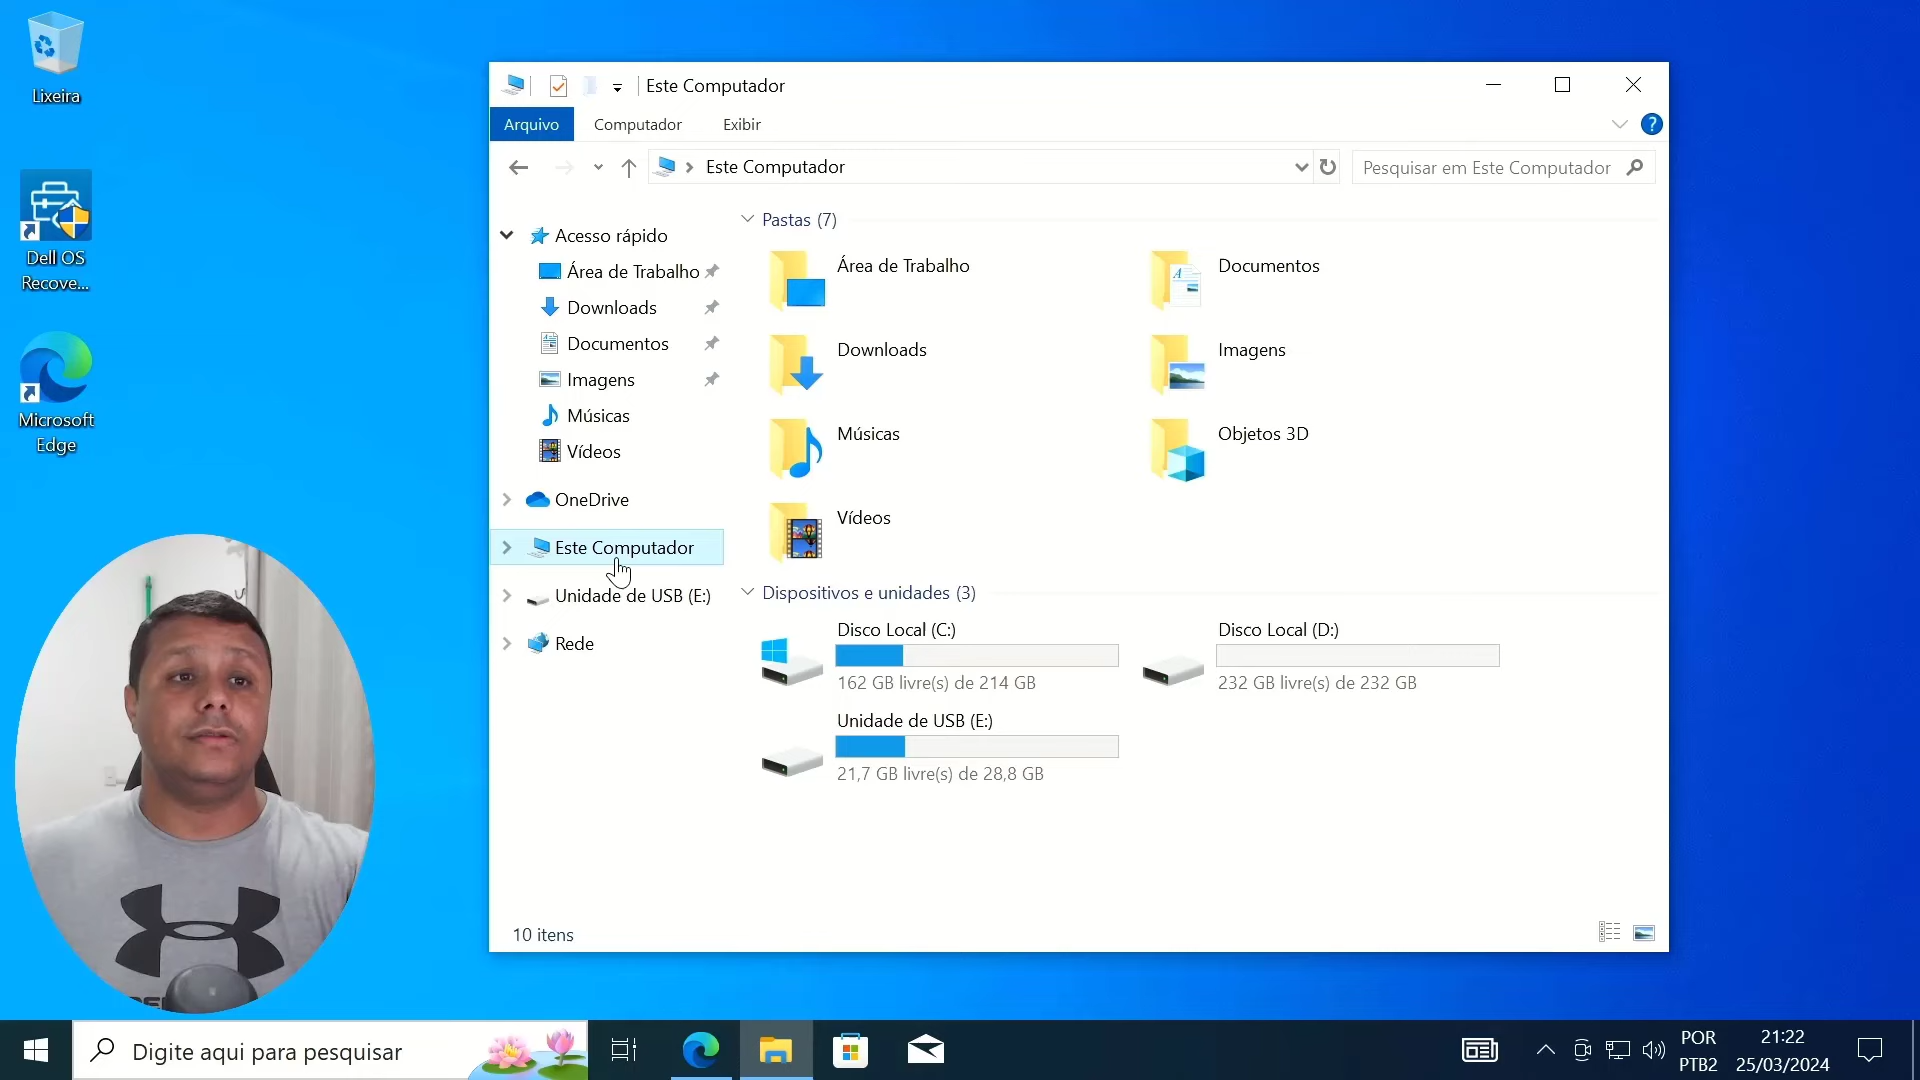 Lixeira
Dell OS
Recove...
Microsoft
Edge
Este Computador
Arquivo
Computador
Exibir
?
Este Computador
Pesquisar em Este Computador
Acesso rápido
Área de Trabalho
Downloads
Documentos
Imagens
Músicas
Vídeos
OneDrive
Este Computador
Unidade de USB (E:)
Rede
Pastas (7)
Área de Trabalho
Documentos
Downloads
Imagens
Músicas
Objetos 3D
Vídeos
Dispositivos e unidades (3)
Disco Local (C:)
162 GB livre(s) de 214 GB
Disco Local (D:)
232 GB livre(s) de 232 GB
Unidade de USB (E:)
21,7 GB livre(s) de 28,8 GB
10 itens
Digite aqui para pesquisar
POR
PTB2
21:22
25/03/2024